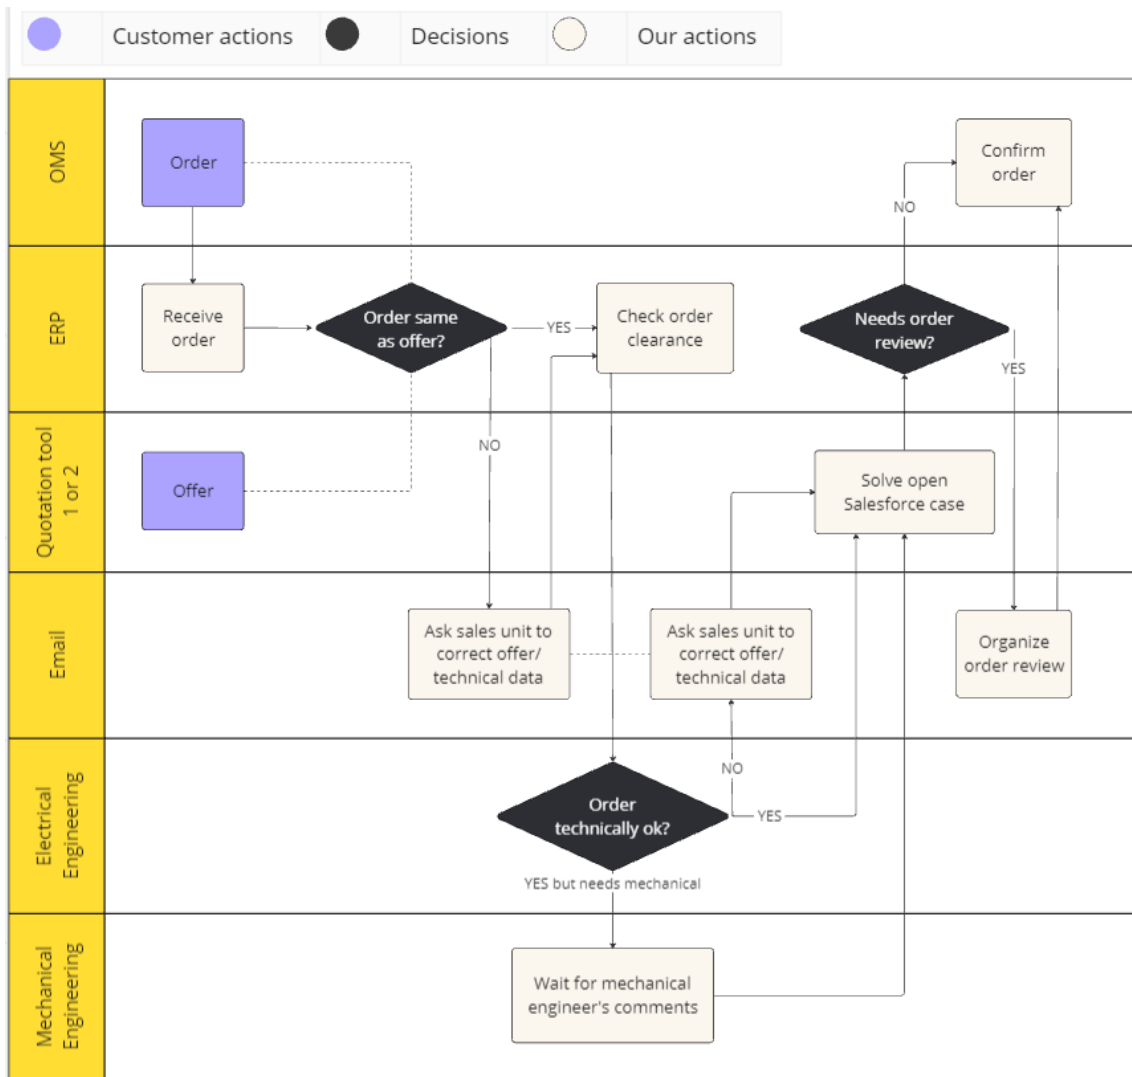 Customer actions
Decisions
Our actions
OMS
Order
Confirm
order
NO
ERP
Receive
order
Order same
as offer?
YES
Check order
clearance
Needs order
review?
YES
NO
Quotation tool
1 or 2
Offer
Solve open
Salesforce case
Email
Ask sales unit to
correct offer/
technical data
Ask sales unit to
correct offer/
technical data
Organize
order review
Electrical
Engineering
NO
Order
technically ok?
YES
YES but needs mechanical
Mechanical
Engineering
Wait for mechanical
engineer's comments